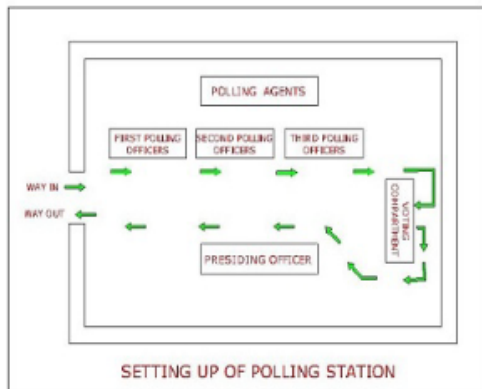 POLLING AGENTS
FIRST POLLING
OFFICERS
SECOND POLLING
OFFICERS
THIRD POLLING
OFFICERS
WAY IN
WAY OUT
VOTING
COMPARTMENT
PRESIDING OFFICER
SETTING UP OF POLLING STATION